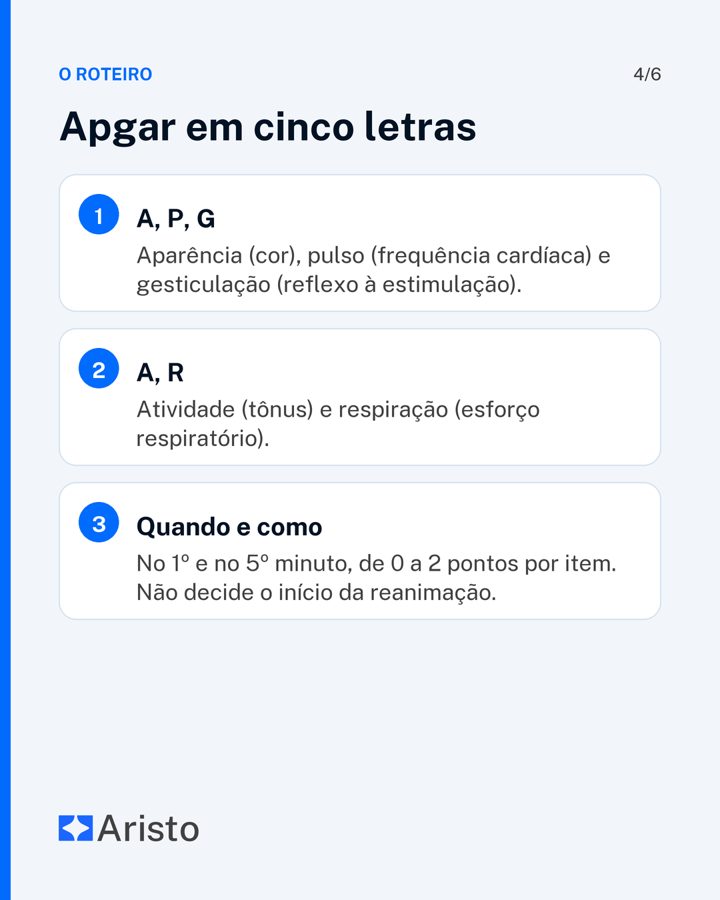 O ROTEIRO
4/6
Apgar em cinco letras
1
A, P, G
Aparência (cor), pulso (frequência cardíaca) e
gesticulação (reflexo à estimulação).
2
A, R
Atividade (tônus) e respiração (esforço
respiratório).
3
Quando e como
No 1º e no 5º minuto, de 0 a 2 pontos por item.
Não decide o início da reanimação.
Aristo